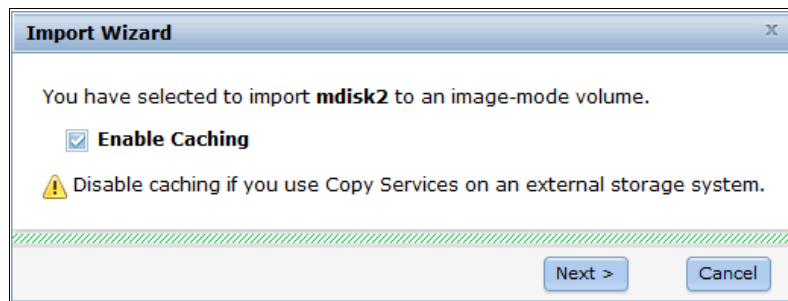 Import Wizard x
You have selected to import mdisk2 to an image-mode volume.
Enable Caching
Disable caching if you use Copy Services on an external storage system.
Next > Cancel